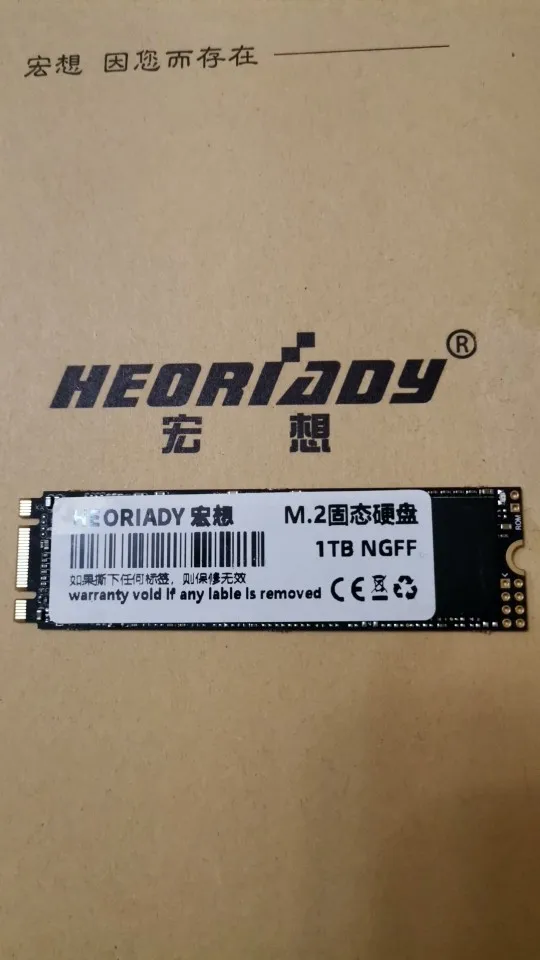 宏想 因您而存在
HEORIADY®
宏想
HEORIADY 宏想
M.2固态硬盘
1TB NGFF
如果撕下任何标签，则保修无效
warranty void If any lable is removed
CE